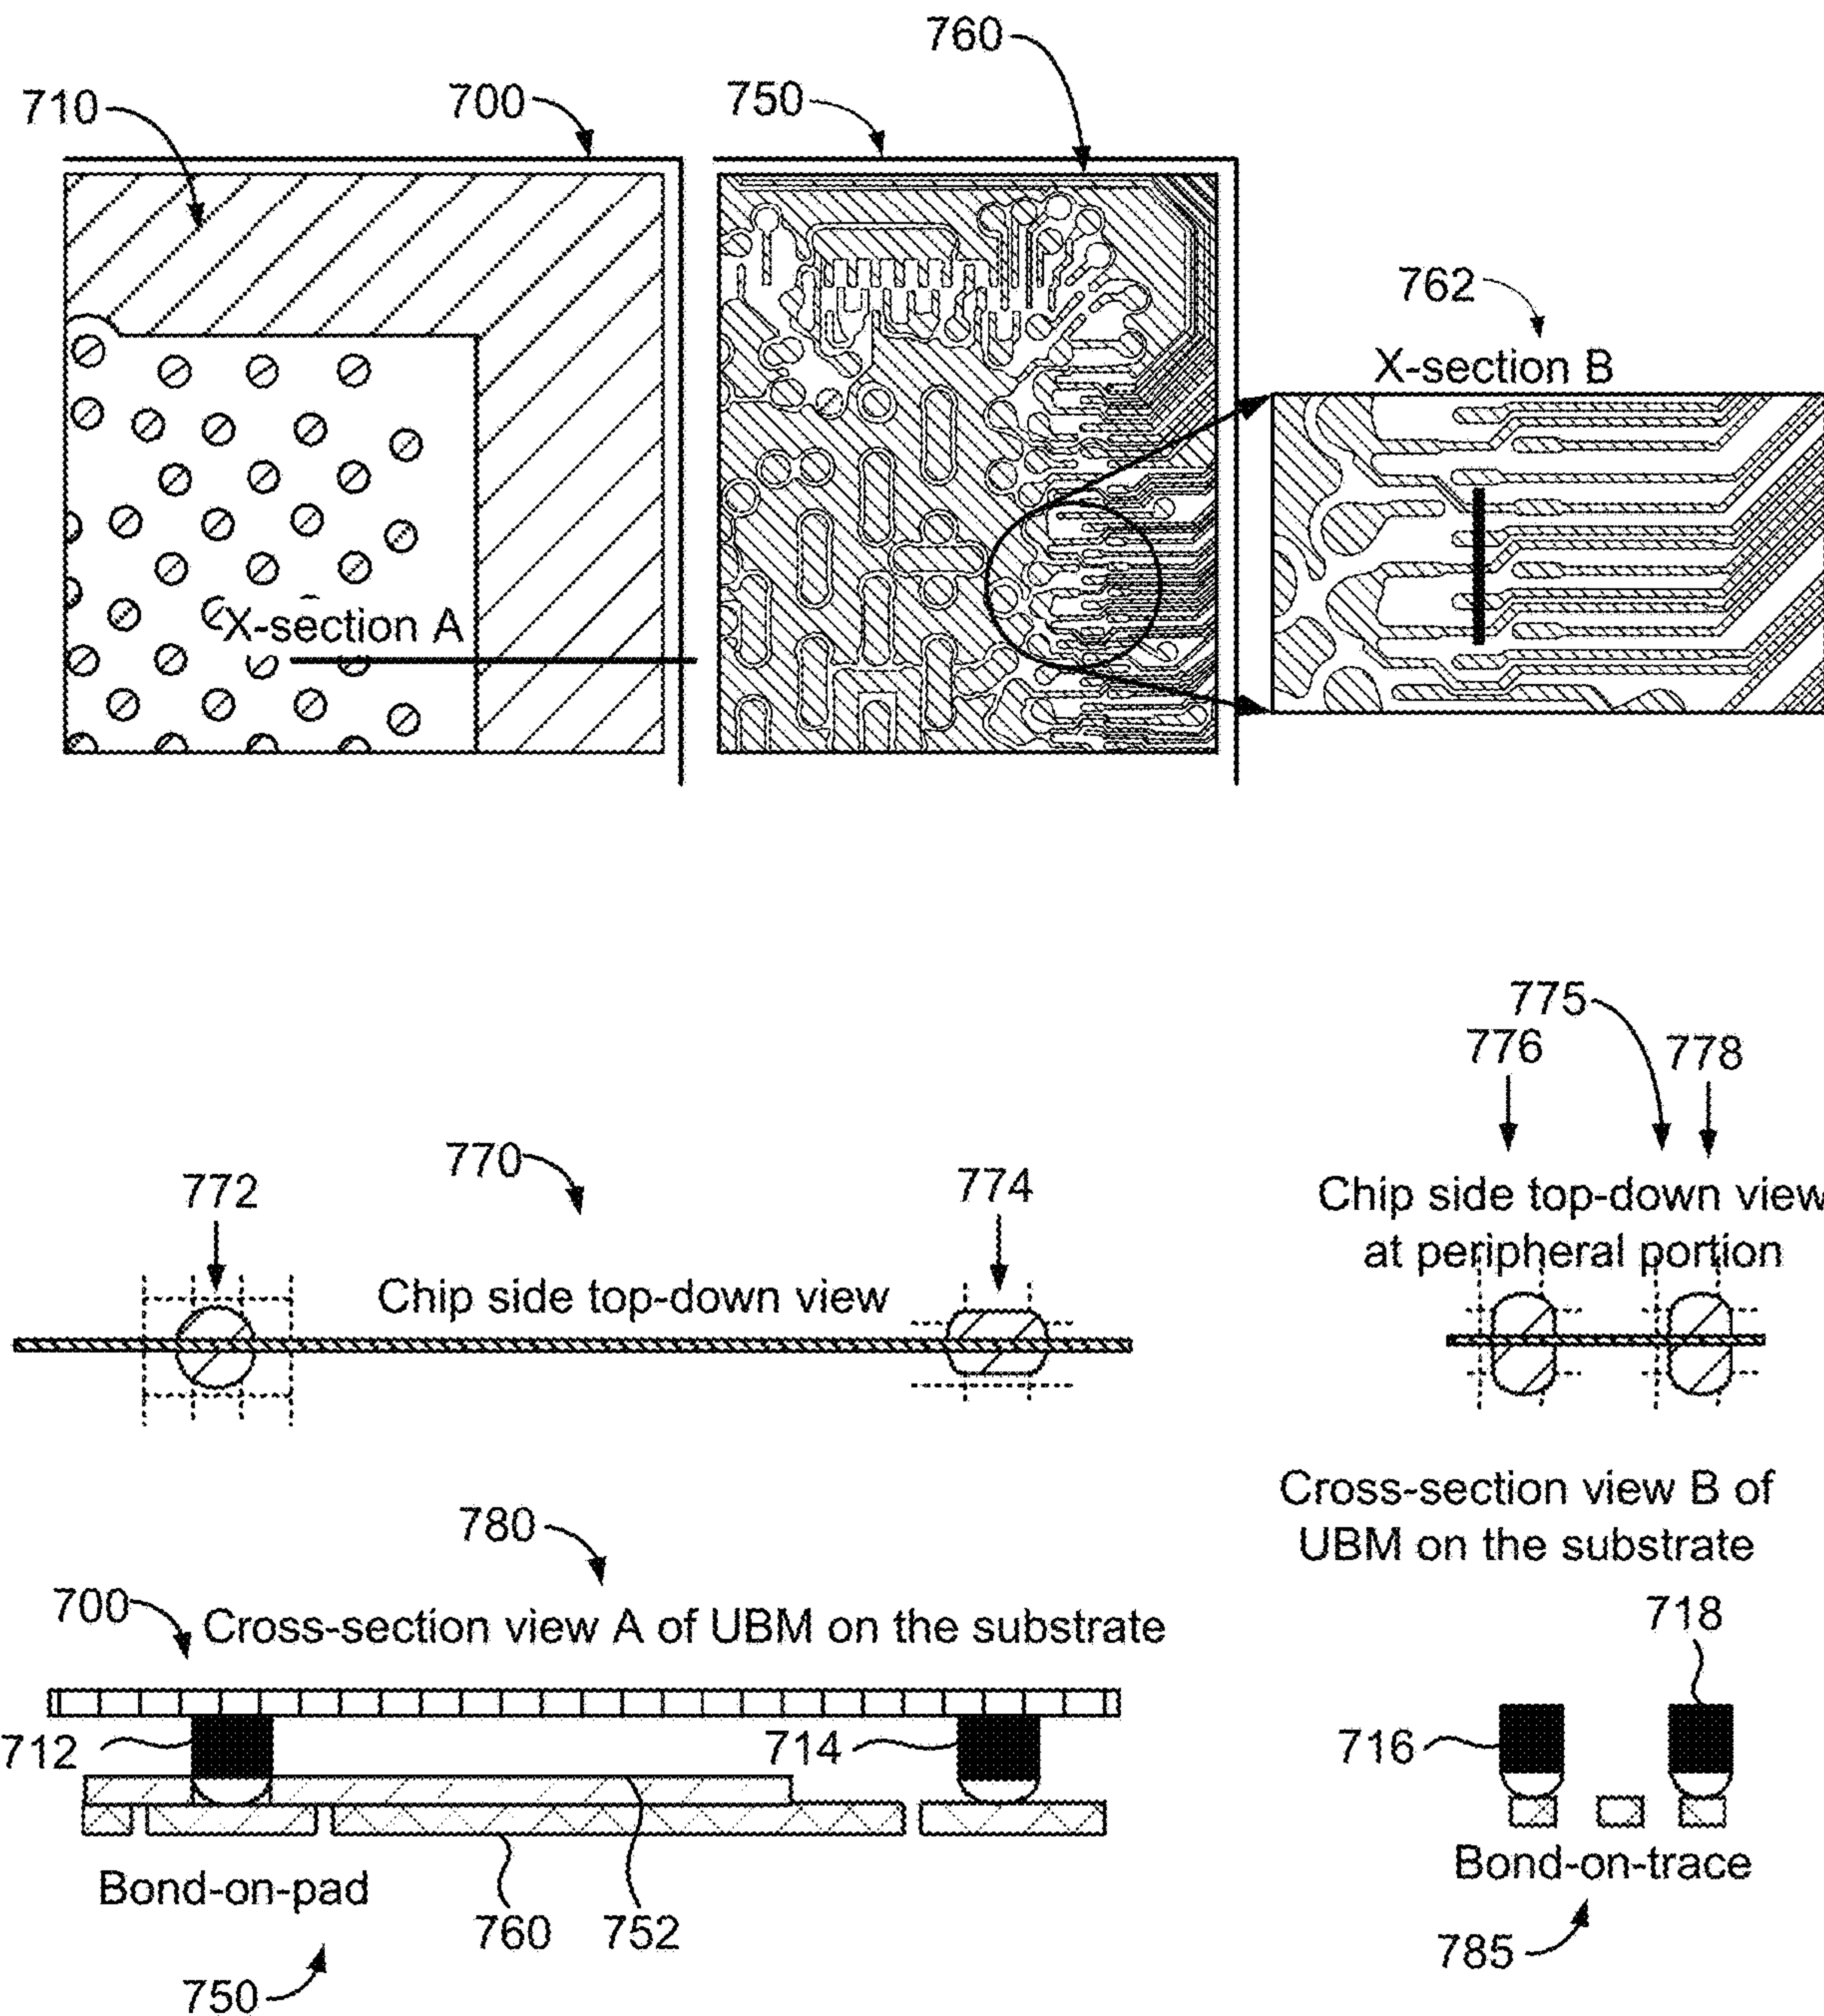 760
710
700
750
762
X-section B
X-section A
775
776
778
770
772
774
Chip side top-down view
at peripheral portion
Chip side top-down view
Cross-section view B of
UBM on the substrate
780
700
Cross-section view A of UBM on the substrate
718
712
714
716
Bond-on-pad
Bond-on-trace
760
752
785
750